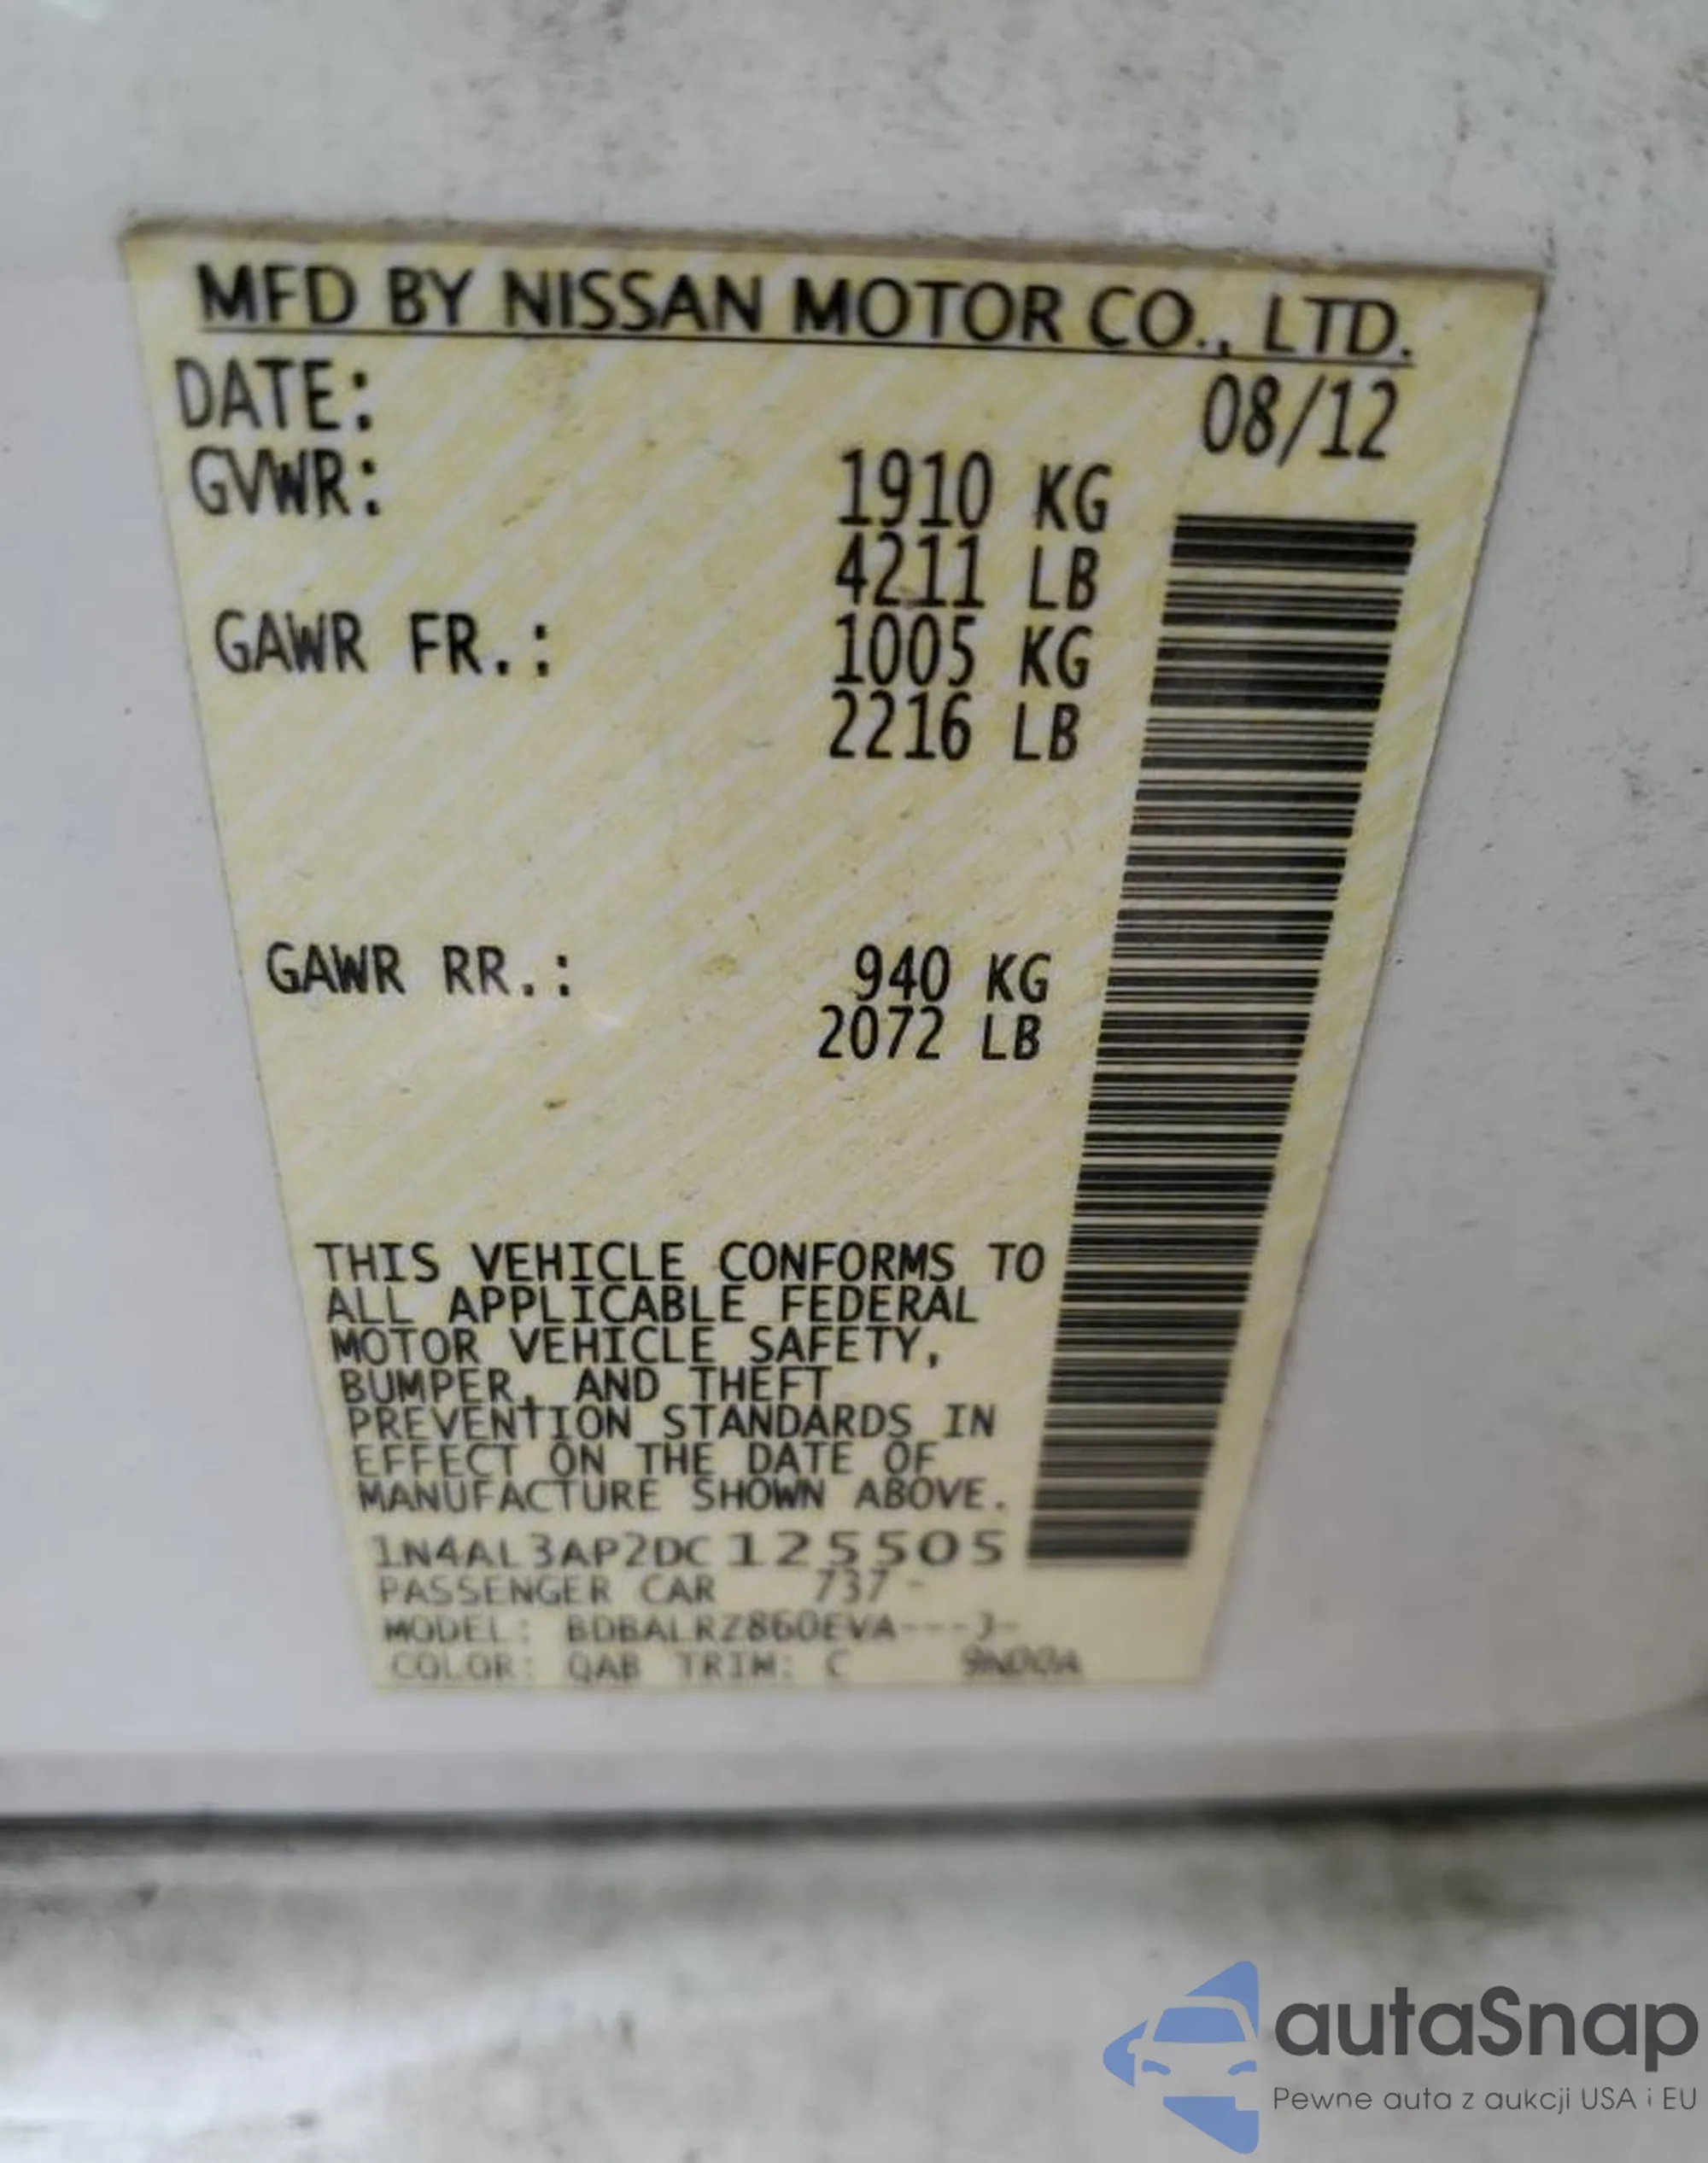 MFD BY NISSAN MOTOR CO., LTD.
DATE: 08/12
GVWR: 1910 KG
4211 LB
GAWR FR.: 1005 KG
2216 LB
GAWR RR.: 940 KG
2072 LB
THIS VEHICLE CONFORMS TO
ALL APPLICABLE FEDERAL
MOTOR VEHICLE SAFETY,
BUMPER, AND THEFT
PREVENTION STANDARDS IN
EFFECT ON THE DATE OF
MANUFACTURE SHOWN ABOVE.
1N4AL3AP2DC125505
PASSENGER CAR 737-
MODEL: BDBALRZ860EVA---J-
COLOR: QAB TRIM: C
autaSnap
Pewne auta z aukcji USA i EU